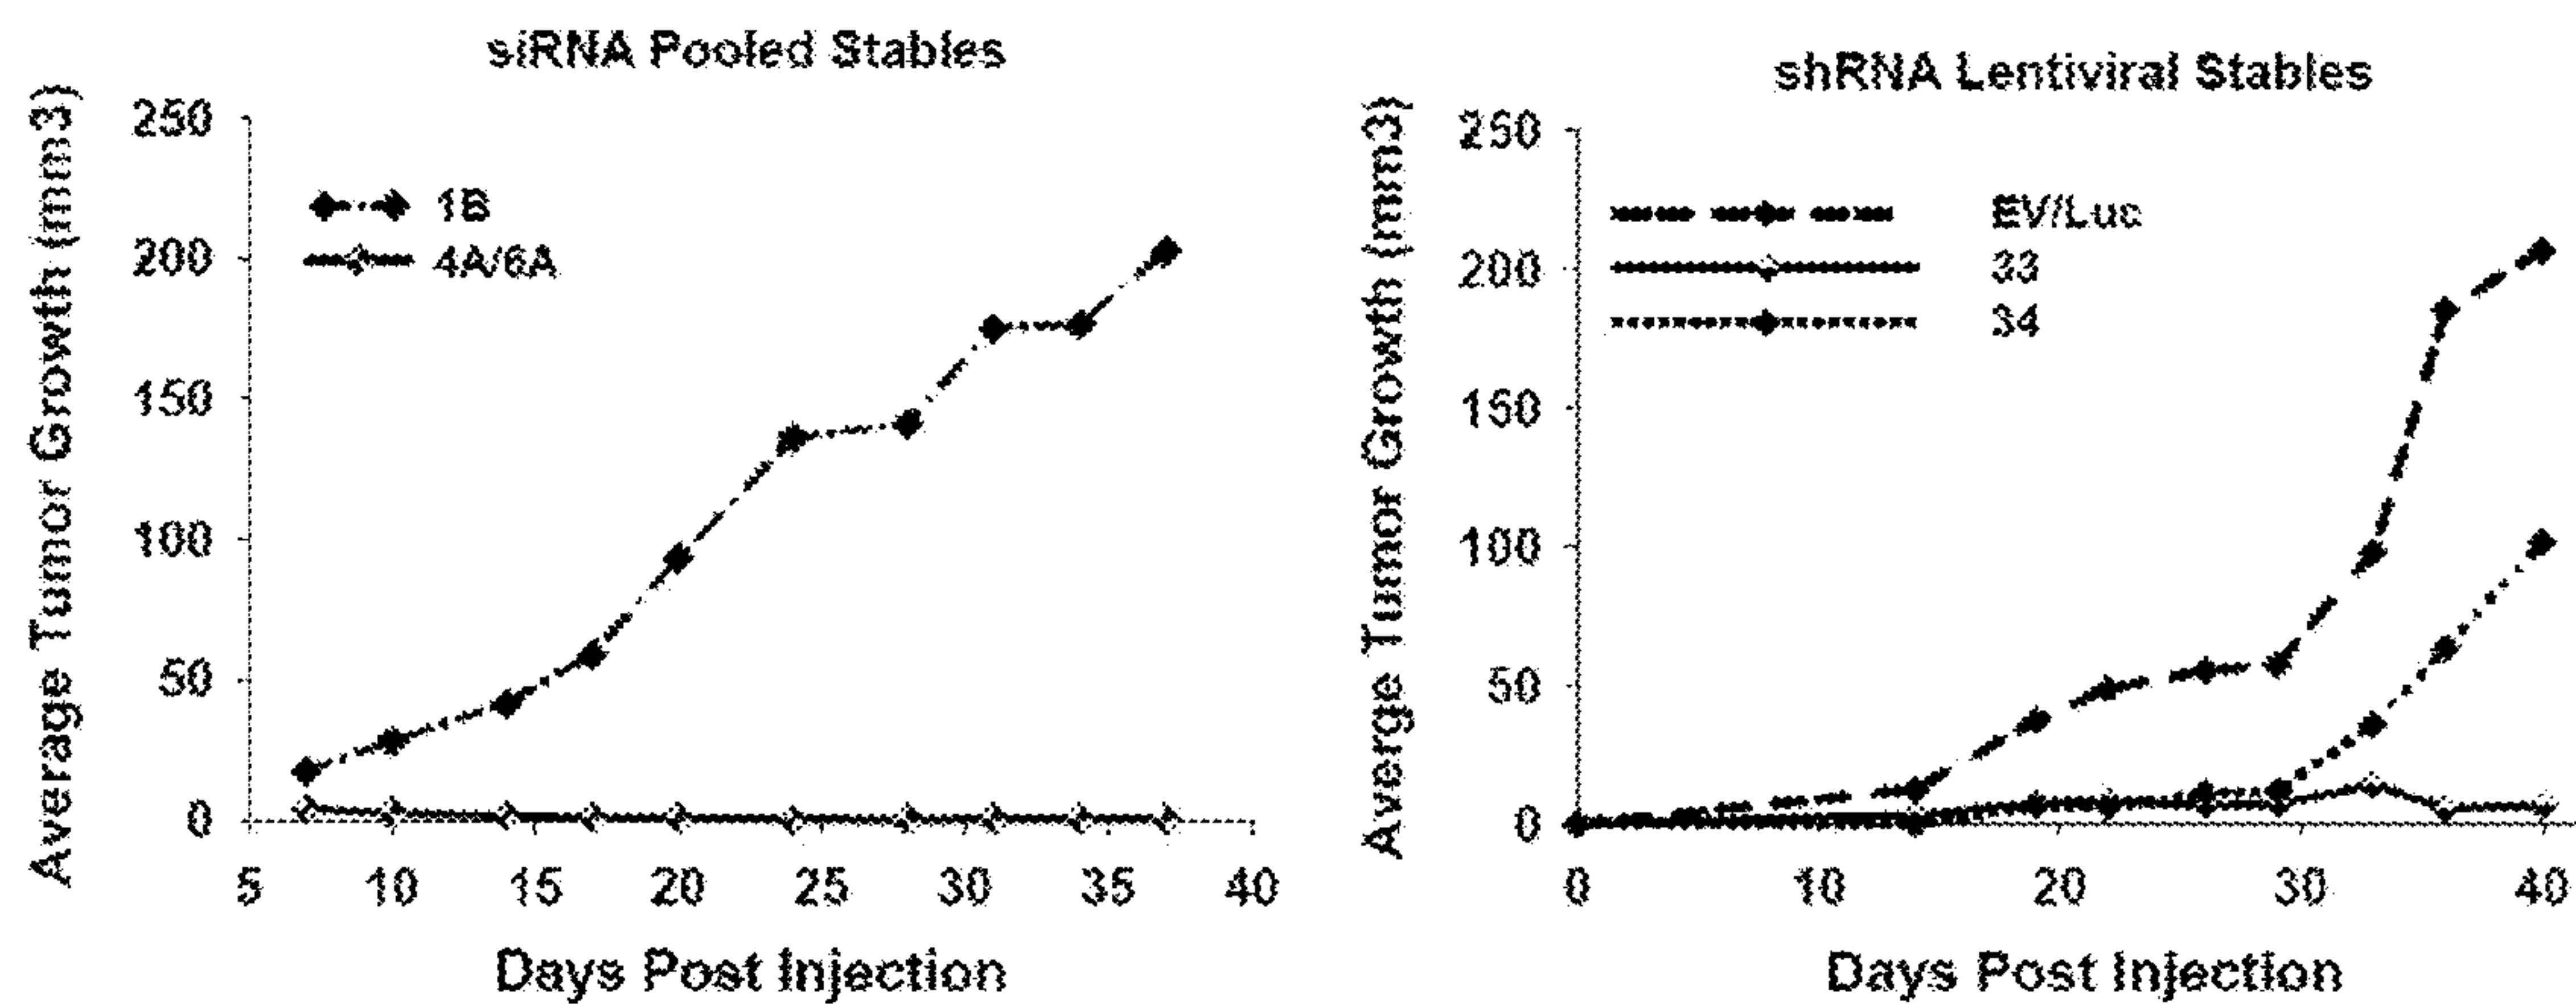 siRNA Pooled Stables
Average Tumor Growth (mm3)
250
200
150
100
50
0
1B
4A/6A
5 10 15 20 25 30 35 40
Days Post Injection
shRNA Lentiviral Stables
Averge Tumor Growth (mm3)
250
200
150
100
50
0
EV/Luc
33
34
0 10 20 30 40
Days Post Injection